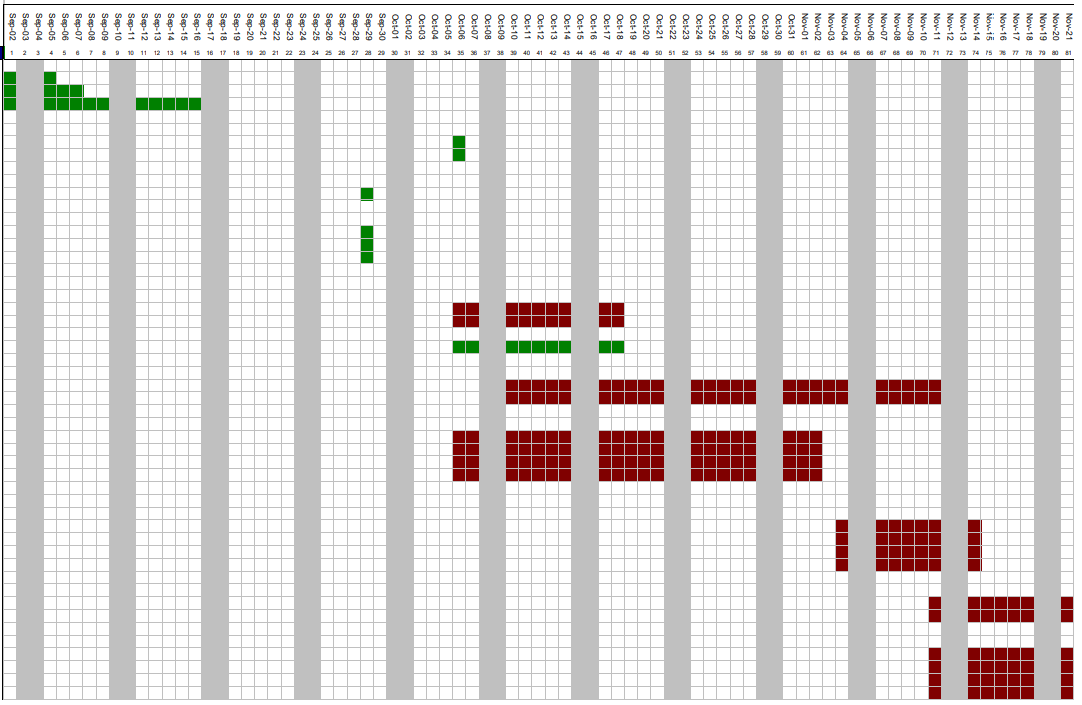 Sep-02 Sep-03 Sep-04 Sep-05 Sep-06 Sep-07 Sep-08 Sep-09 Sep-10 Sep-11 Sep-12 Sep-13 Sep-14 Sep-15 Sep-16 Sep-17 Sep-18 Sep-19 Sep-20 Sep-21 Sep-22 Sep-23 Sep-24 Sep-25 Sep-26 Sep-27 Sep-28 Sep-29 Sep-30 Oct-01 Oct-02 Oct-03 Oct-04 Oct-05 Oct-06 Oct-07 Oct-08 Oct-09 Oct-10 Oct-11 Oct-12 Oct-13 Oct-14 Oct-15 Oct-16 Oct-17 Oct-18 Oct-19 Oct-20 Oct-21 Oct-22 Oct-23 Oct-24 Oct-25 Oct-26 Oct-27 Oct-28 Oct-29 Oct-30 Oct-31 Nov-01 Nov-02 Nov-03 Nov-04 Nov-05 Nov-06 Nov-07 Nov-08 Nov-09 Nov-10 Nov-11 Nov-12 Nov-13 Nov-14 Nov-15 Nov-16 Nov-17 Nov-18 Nov-19 Nov-20 Nov-21
1 2 3 4 5 6 7 8 9 10 11 12 13 14 15 16 17 18 19 20 21 22 23 24 25 26 27 28 29 30 31 32 33 34 35 36 37 38 39 40 41 42 43 44 45 46 47 48 49 50 51 52 53 54 55 56 57 58 59 60 61 62 63 64 65 66 67 68 69 70 71 72 73 74 75 76 77 78 79 80 81